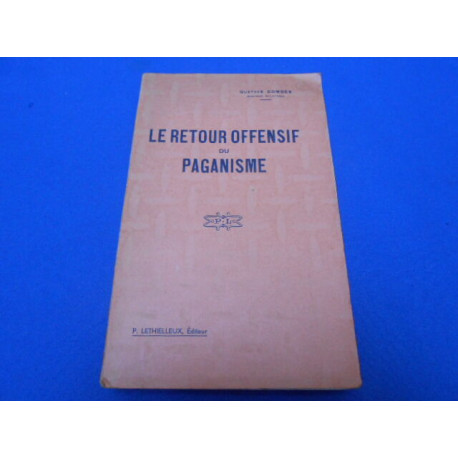 LE RETOUR OFFENSIF
DU
PAGANISME
P. L.
P. LETHIELLEUX, Éditeur